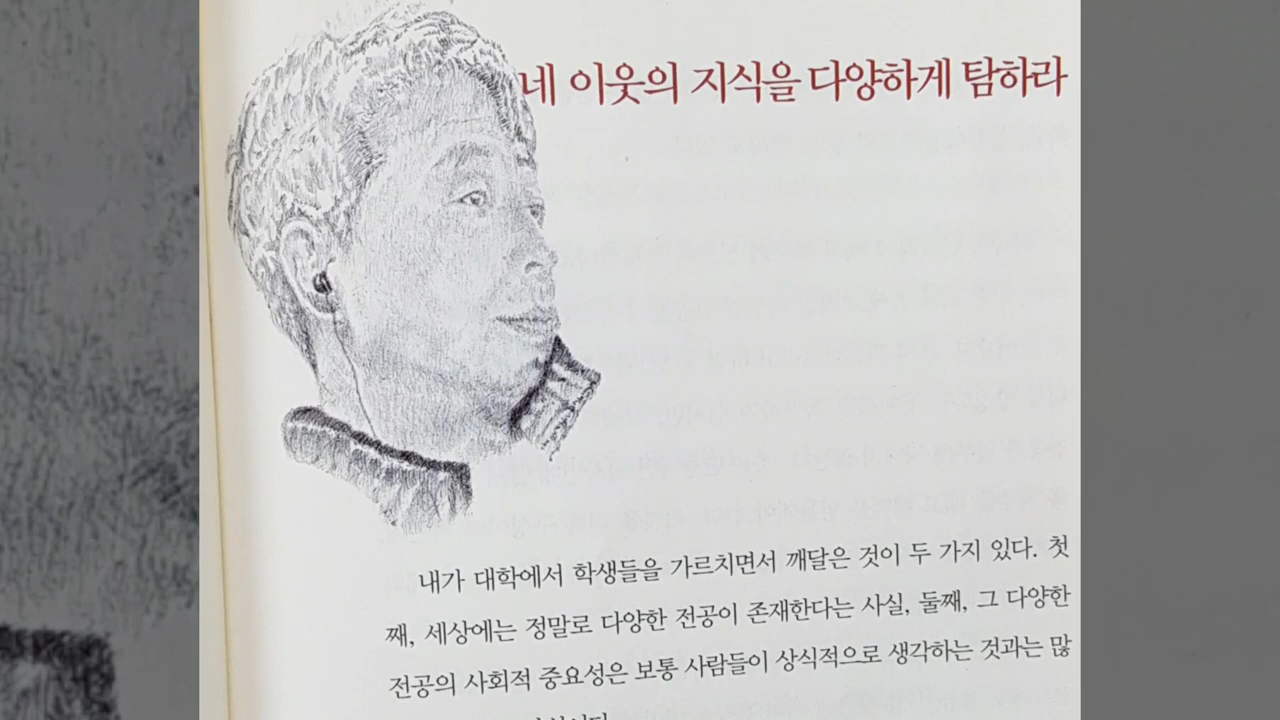 네 이웃의 지식을 다양하게 탐하라
내가 대학에서 학생들을 가르치면서 깨달은 것이 두 가지 있다. 첫
째, 세상에는 정말로 다양한 전공이 존재한다는 사실, 둘째, 그 다양한
전공의 사회적 중요성은 보통 사람들이 상식적으로 생각하는 것과는 많